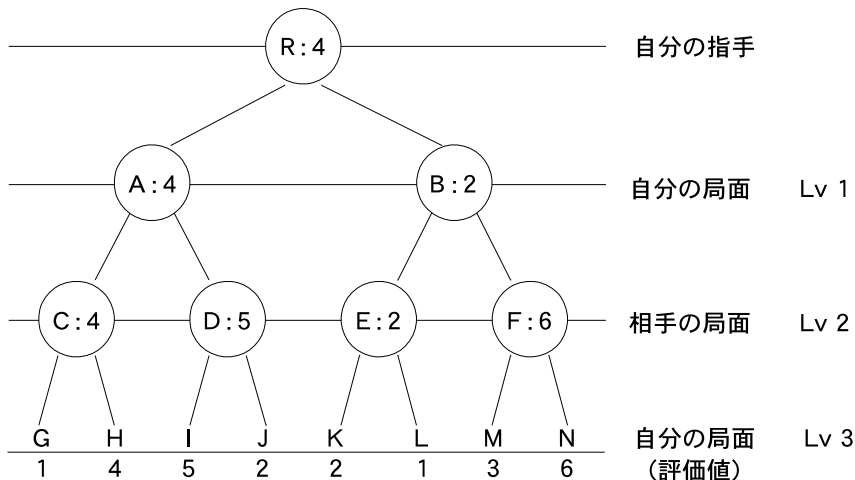 R:4 自分の指手
A:4 B:2 自分の局面 Lv 1
C:4 D:5 E:2 F:6 相手の局面 Lv 2
G H I J K L M N 自分の局面 Lv 3
1 4 5 2 2 1 3 6 (評価値)